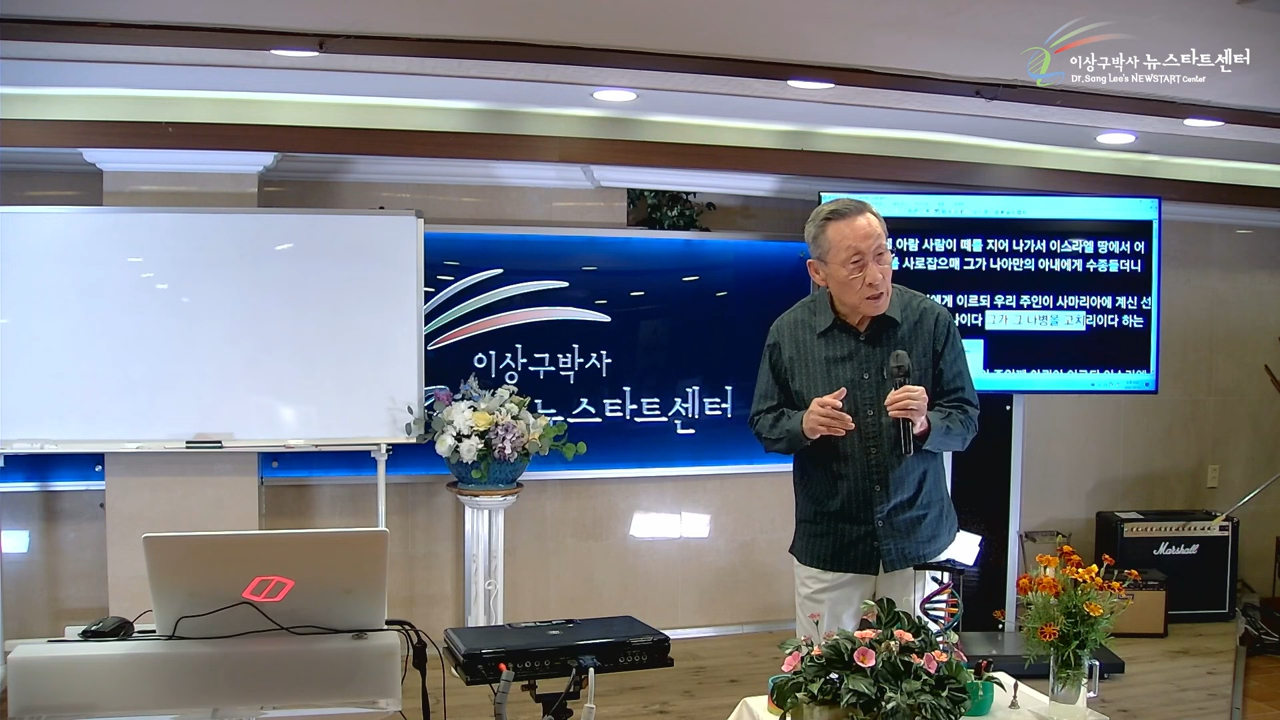 이상구박사 뉴스타트센터
Dr. Sang Lee's NEWSTART Center
아람 사람이 떼를 지어 나가서 이스라엘 땅에서 어
사로잡으매 그가 나아만의 아내에게 수종들더니
에게 이르되 우리 주인이 사마리아에 계신 선
이다 그가 그 나병을 고치리이다 하는
이상구박사
뉴스타트센터
Marshall